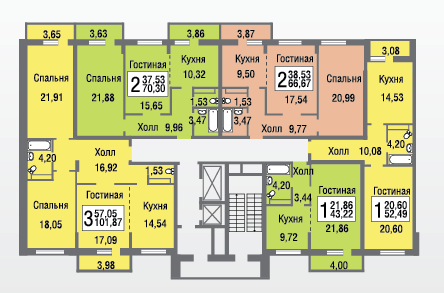 3,65
3,63
3,86
3,87
3,08
Спальня
21,91
Спальня
21,88
Гостиная
2 37,53
70,30
15,65
Кухня
10,32
Кухня
9,50
Гостиная
2 38,53
66,67
17,54
Спальня
20,99
Кухня
14,53
1,53
3,47
1,53
3,47
Холл 9,96
Холл 9,77
4,20
4,20
Холл
16,92
Холл 10,08
1,53
4,20
3,44
Спальня
18,05
Гостиная
3 57,05
101,87
17,09
Кухня
14,54
Кухня
9,72
Гостиная
1 21,86
43,22
21,86
Гостиная
1 20,60
52,49
20,60
3,98
4,00